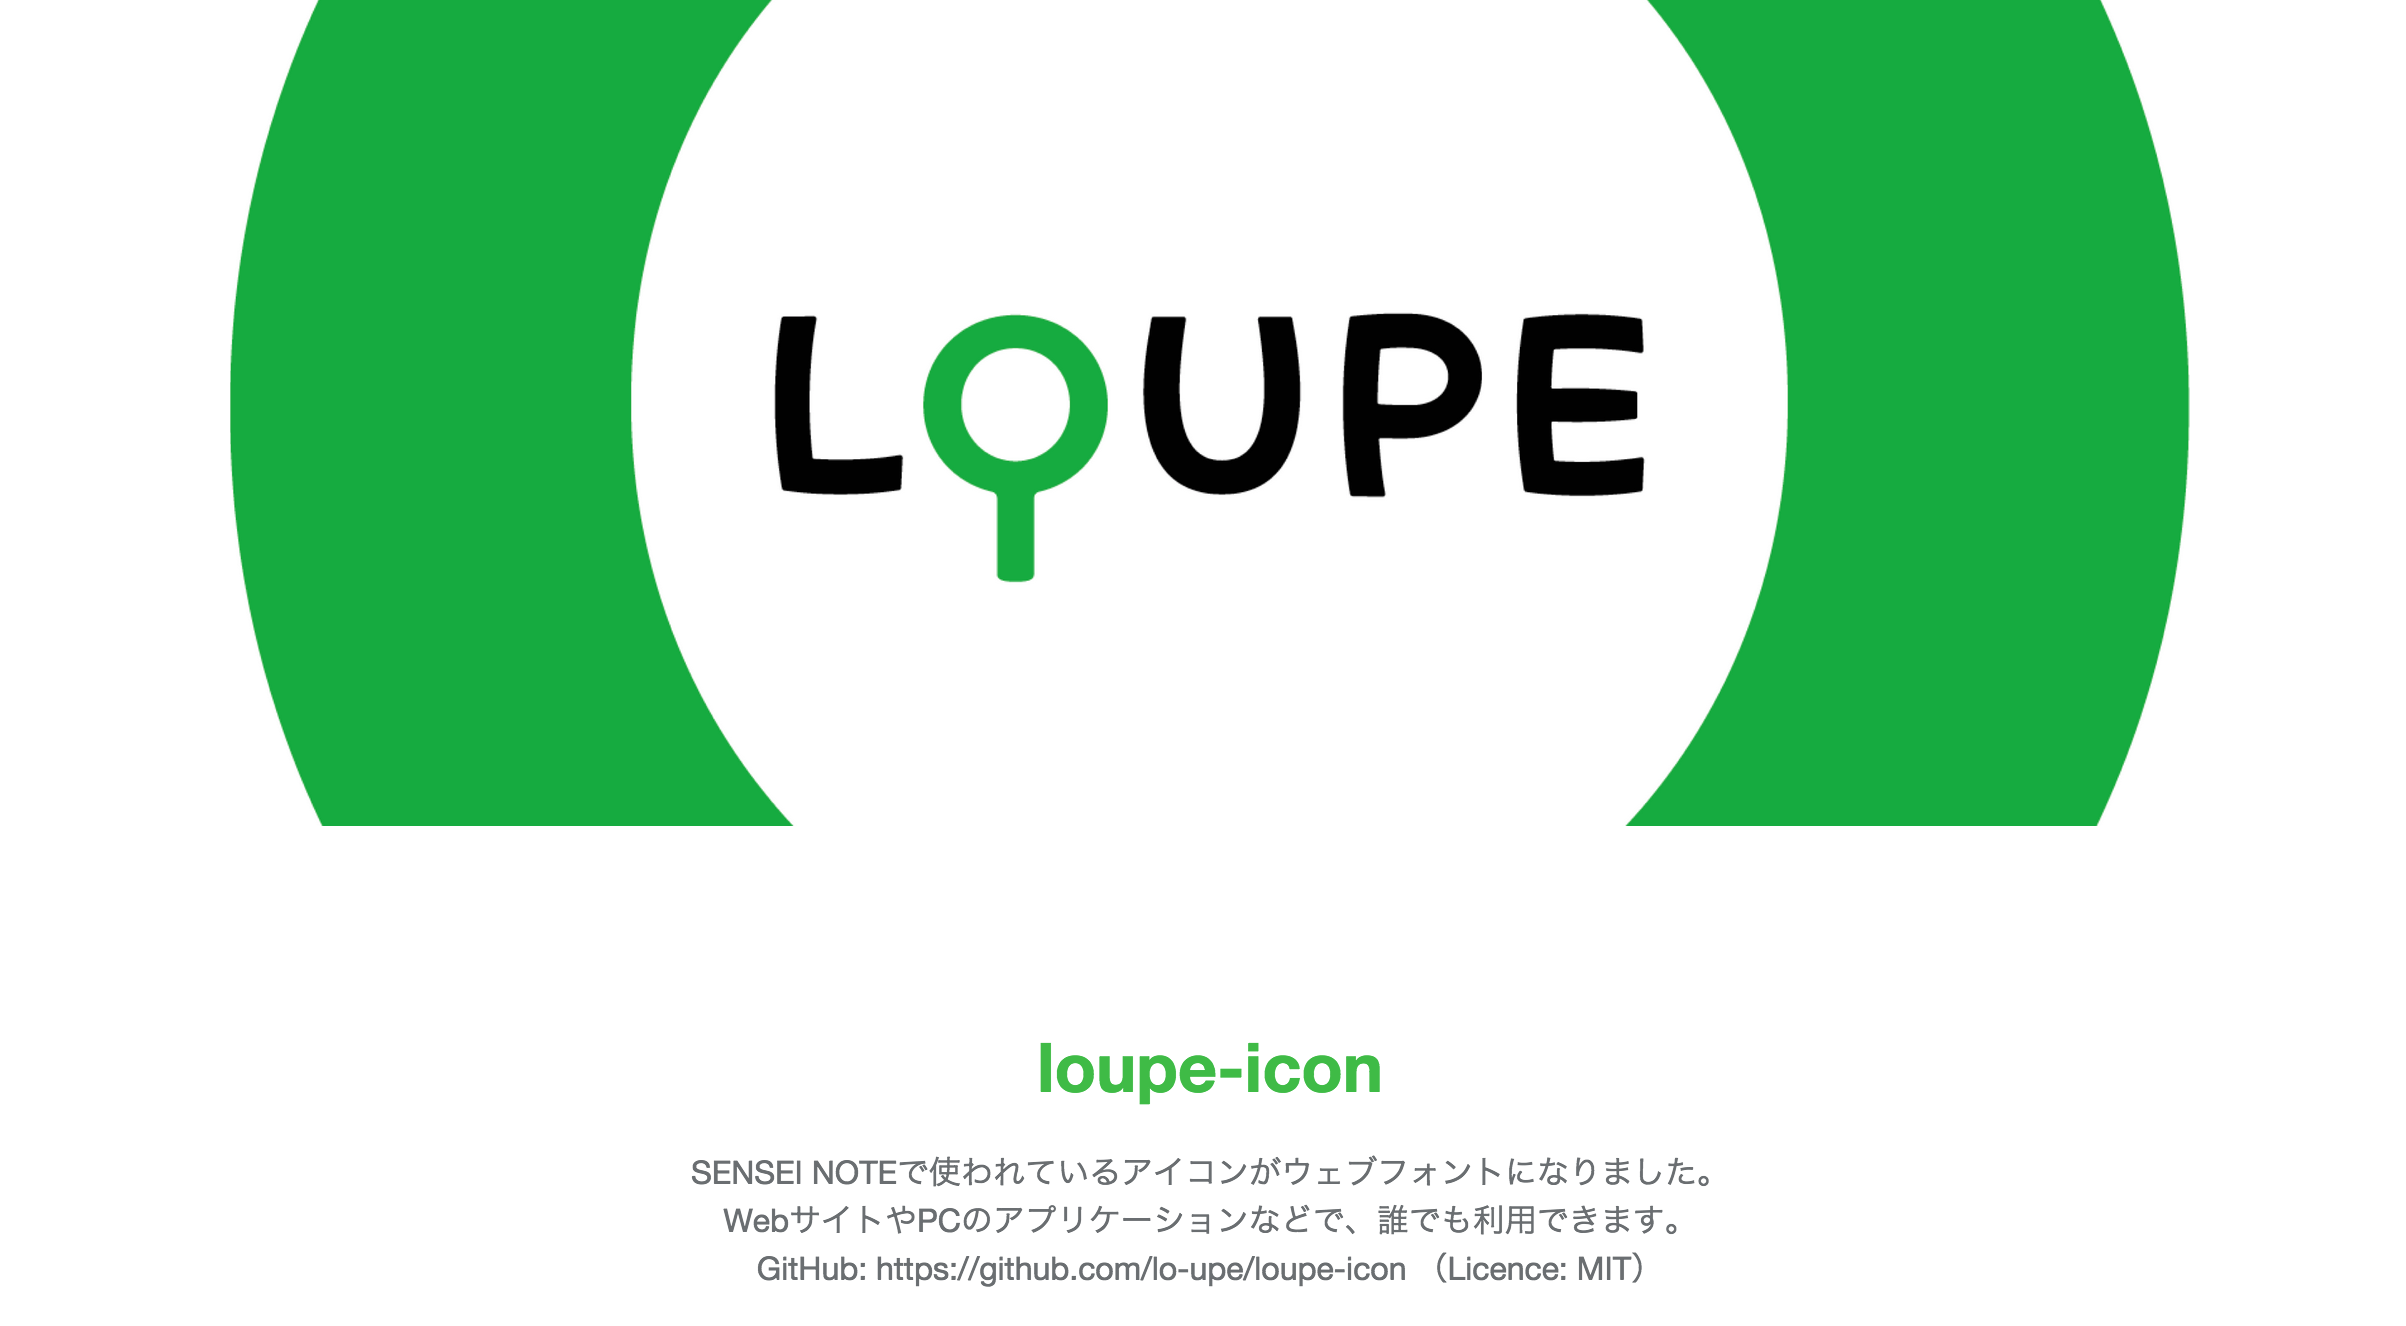 LOUPE
loupe-icon
SENSEI NOTEで使われているアイコンがウェブフォントになりました。
WebサイトやPCのアプリケーションなどで、誰でも利用できます。
GitHub: https://github.com/lo-upe/loupe-icon （Licence: MIT）